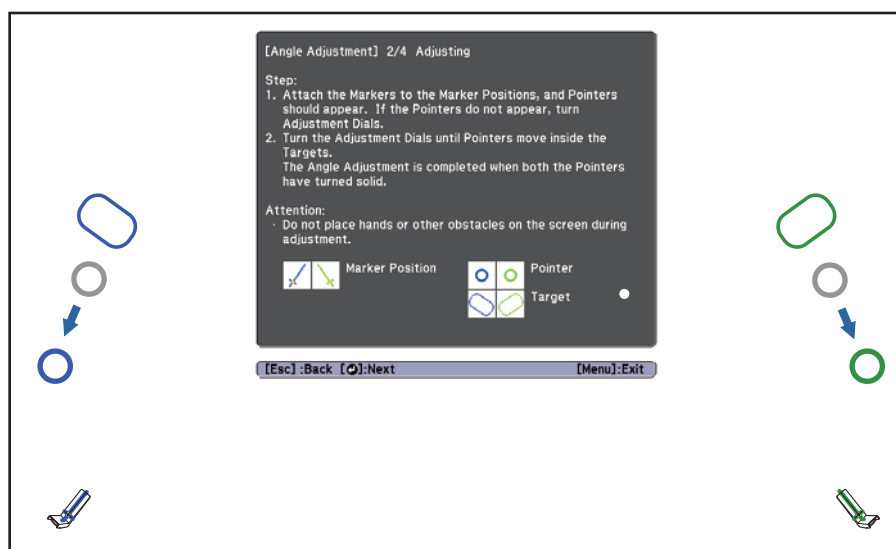 [Angle Adjustment] 2/4 Adjusting
Step:
1. Attach the Markers to the Marker Positions, and Pointers
should appear. If the Pointers do not appear, turn
Adjustment Dials.
2. Turn the Adjustment Dials until Pointers move inside the
Targets.
The Angle Adjustment is completed when both the Pointers
have turned solid.
Attention:
· Do not place hands or other obstacles on the screen during
adjustment.
Marker Position
Pointer
Target
[Esc] :Back [⏎]:Next [Menu]:Exit